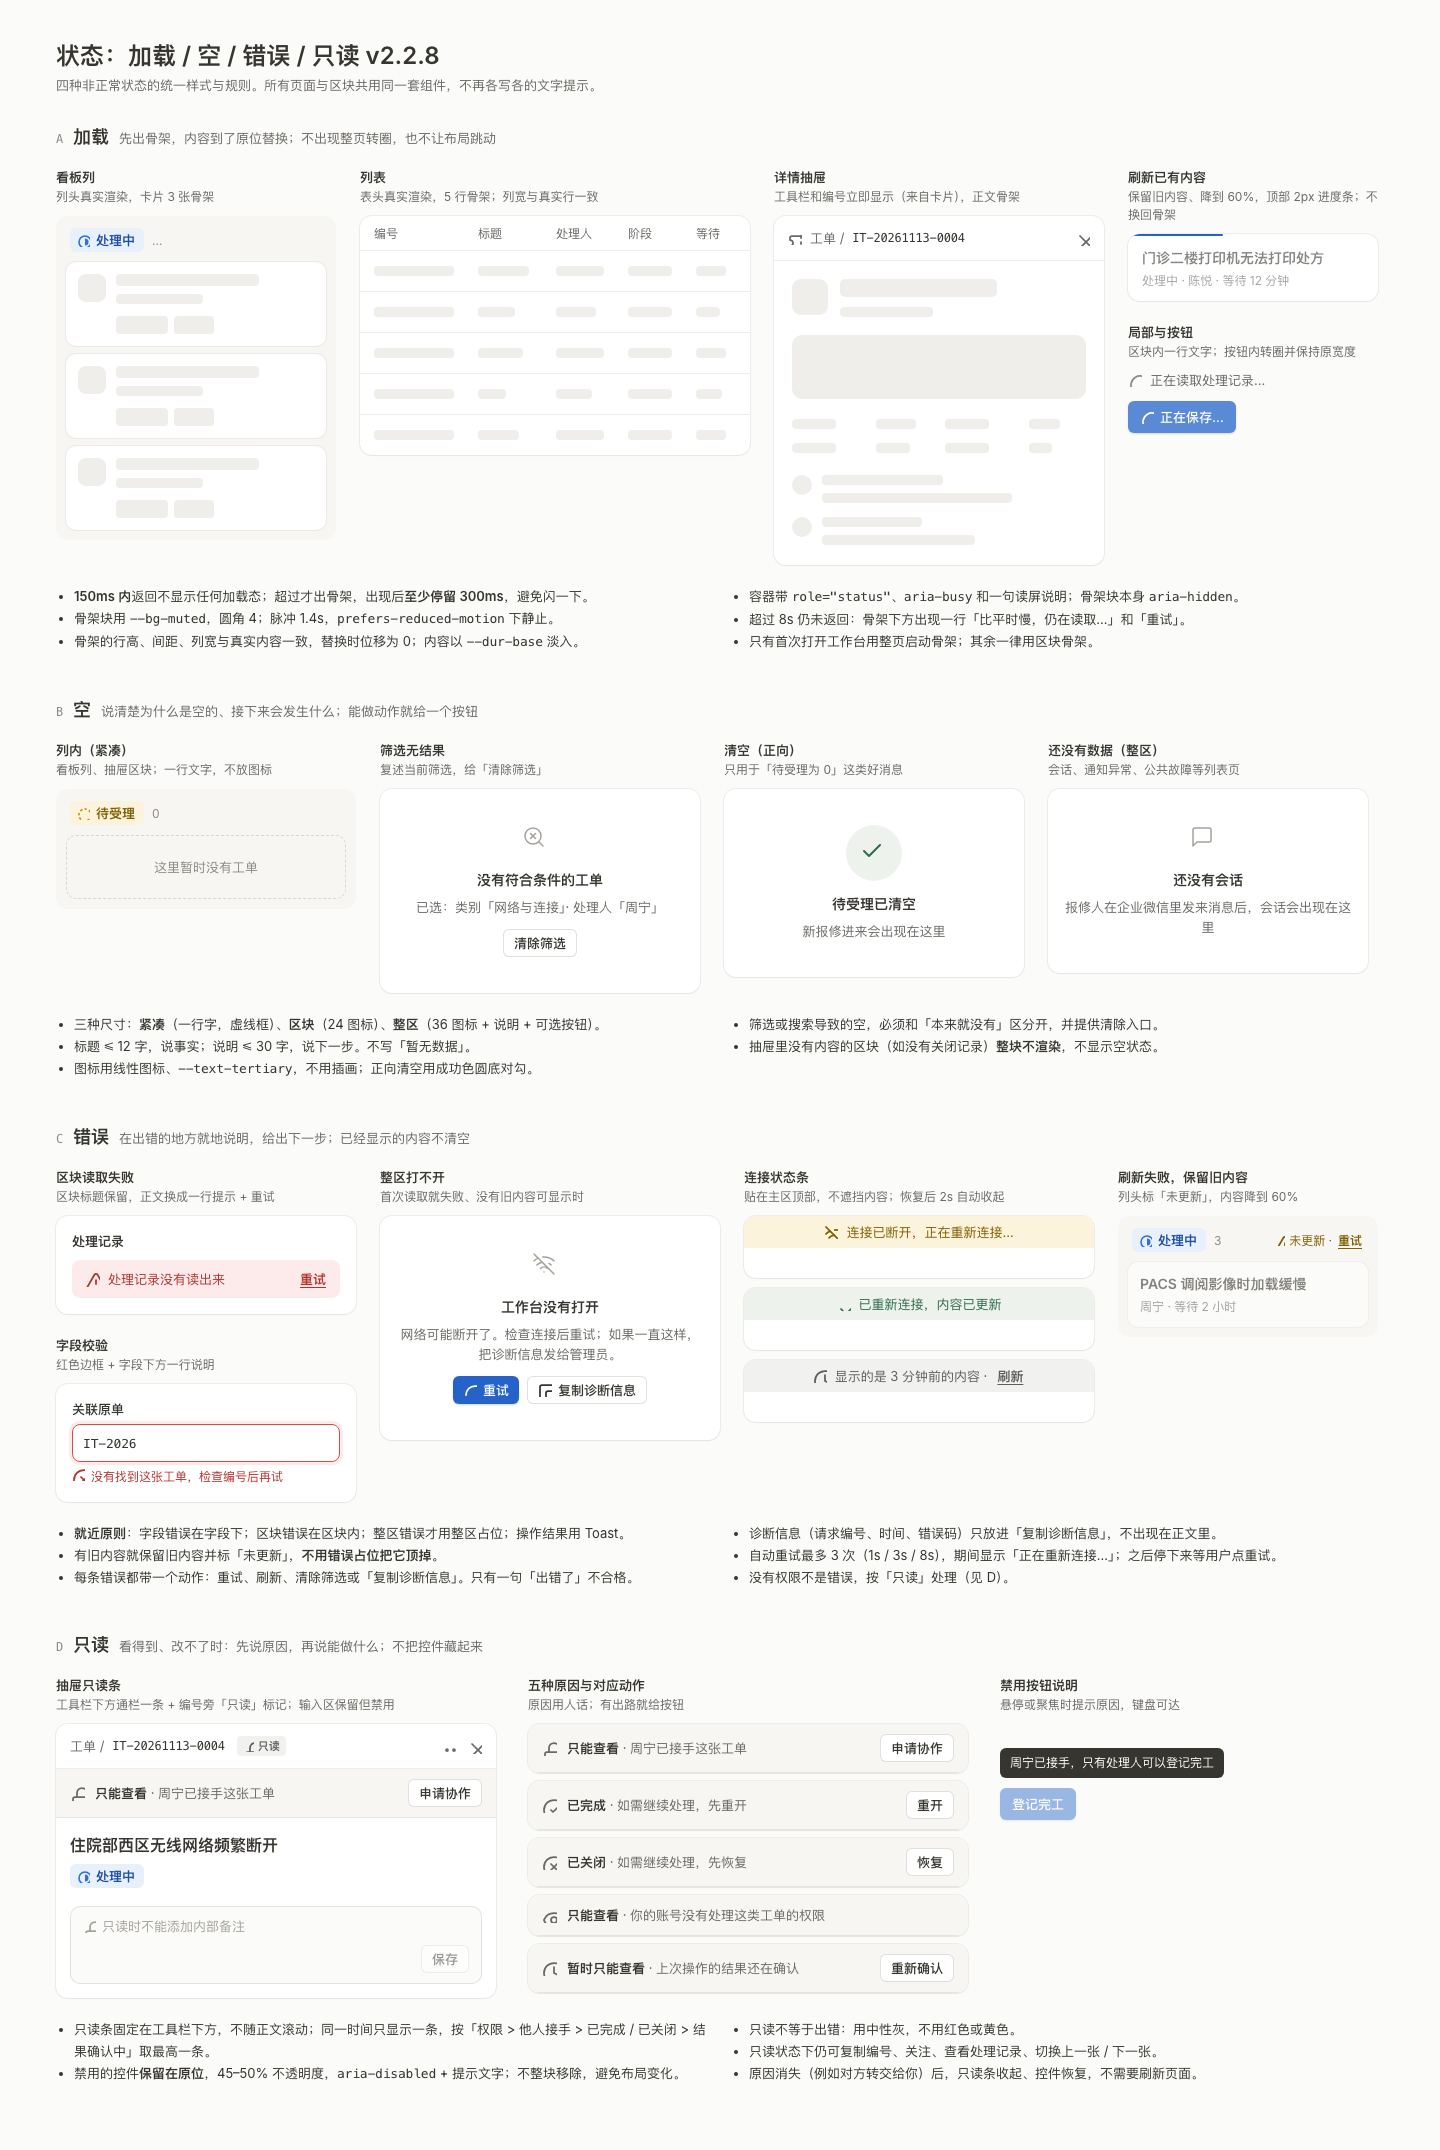 状态：加载 / 空 / 错误 / 只读 v2.2.8
四种非正常状态的统一样式与规则。所有页面与区块共用同一套组件，不再各写各的文字提示。
A 加载 先出骨架，内容到了原位替换；不出现整页转圈，也不让布局跳动
看板列
列头真实渲染，卡片 3 张骨架
处理中 ...
列表
表头真实渲染，5 行骨架；列宽与真实行一致
编号 标题 处理人 阶段 等待
详情抽屉
工具栏和编号立即显示（来自卡片），正文骨架
工单 / IT-20261113-0004
刷新已有内容
保留旧内容、降到 60%，顶部 2px 进度条；不
换回骨架
门诊二楼打印机无法打印处方
处理中 · 陈悦 · 等待 12 分钟
局部与按钮
区块内一行文字；按钮内转圈并保持原宽度
正在读取处理记录...
正在保存...
• 150ms 内返回不显示任何加载态；超过才出骨架，出现后至少停留 300ms，避免闪一下。
• 骨架块用 --bg-muted，圆角 4；脉冲 1.4s，prefers-reduced-motion 下静止。
• 骨架的行高、间距、列宽与真实内容一致，替换时位移为 0；内容以 --dur-base 淡入。
• 容器带 role="status"、aria-busy 和一句读屏说明；骨架块本身 aria-hidden。
• 超过 8s 仍未返回：骨架下方出现一行「比平时慢，仍在读取...」和「重试」。
• 只有首次打开工作台用整页启动骨架；其余一律用区块骨架。
B 空 说清楚为什么是空的、接下来会发生什么；能做动作就给一个按钮
列内（紧凑）
看板列、抽屉区块；一行文字，不放图标
待受理 0
这里暂时没有工单
筛选无结果
复述当前筛选，给「清除筛选」
没有符合条件的工单
已选：类别「网络与连接」· 处理人「周宁」
清除筛选
清空（正向）
只用于「待受理为 0」这类好消息
待受理已清空
新报修进来会出现在这里
还没有数据（整区）
会话、通知异常、公共故障等列表页
还没有会话
报修人在企业微信里发来消息后，会话会出现在这
里
• 三种尺寸：紧凑（一行字，虚线框）、区块（24 图标）、整区（36 图标 + 说明 + 可选按钮）。
• 标题 ≤ 12 字，说事实；说明 ≤ 30 字，说下一步。不写「暂无数据」。
• 图标用线性图标、--text-tertiary，不用插画；正向清空用成功色圆底对勾。
• 筛选或搜索导致的空，必须和「本来就没有」区分开，并提供清除入口。
• 抽屉里没有内容的区块（如没有关闭记录）整块不渲染，不显示空状态。
C 错误 在出错的地方就地说明，给出下一步；已经显示的内容不清空
区块读取失败
区块标题保留，正文换成一行提示 + 重试
处理记录
处理记录没有读出来 重试
字段校验
红色边框 + 字段下方一行说明
关联原单
IT-2026
没有找到这张工单，检查编号后再试
整区打不开
首次读取就失败、没有旧内容可显示时
工作台没有打开
网络可能断开了。检查连接后重试；如果一直这样，
把诊断信息发给管理员。
重试 复制诊断信息
连接状态条
贴在主区顶部，不遮挡内容；恢复后 2s 自动收起
连接已断开，正在重新连接...
已重新连接，内容已更新
显示的是 3 分钟前的内容 · 刷新
刷新失败，保留旧内容
列头标「未更新」，内容降到 60%
处理中 3 未更新 · 重试
PACS 调阅影像时加载缓慢
周宁 · 等待 2 小时
• 就近原则：字段错误在字段下；区块错误在区块内；整区错误才用整区占位；操作结果用 Toast。
• 有旧内容就保留旧内容并标「未更新」，不用错误占位把它顶掉。
• 每条错误都带一个动作：重试、刷新、清除筛选或「复制诊断信息」。只有一句「出错了」不合格。
• 诊断信息（请求编号、时间、错误码）只放进「复制诊断信息」，不出现在正文里。
• 自动重试最多 3 次（1s / 3s / 8s），期间显示「正在重新连接...」；之后停下来等用户点重试。
• 没有权限不是错误，按「只读」处理（见 D）。
D 只读 看得到、改不了时：先说原因，再说能做什么；不把控件藏起来
抽屉只读条
工具栏下方通栏一条 + 编号旁「只读」标记；输入区保留但禁用
工单 / IT-20261113-0004 只读
只能查看 · 周宁已接手这张工单 申请协作
住院部西区无线网络频繁断开
处理中
只读时不能添加内部备注
保存
五种原因与对应动作
原因用人话；有出路就给按钮
只能查看 · 周宁已接手这张工单 申请协作
已完成 · 如需继续处理，先重开 重开
已关闭 · 如需继续处理，先恢复 恢复
只能查看 · 你的账号没有处理这类工单的权限
暂时只能查看 · 上次操作的结果还在确认 重新确认
禁用按钮说明
悬停或聚焦时提示原因，键盘可达
周宁已接手，只有处理人可以登记完工
登记完工
• 只读条固定在工具栏下方，不随正文滚动；同一时间只显示一条，按「权限 > 他人接手 > 已完成 / 已关闭 > 结
果确认中」取最高一条。
• 禁用的控件保留在原位，45–50% 不透明度，aria-disabled + 提示文字；不整块移除，避免布局变化。
• 只读不等于出错：用中性灰，不用红色或黄色。
• 只读状态下仍可复制编号、关注、查看处理记录、切换上一张 / 下一张。
• 原因消失（例如对方转交给你）后，只读条收起、控件恢复，不需要刷新页面。